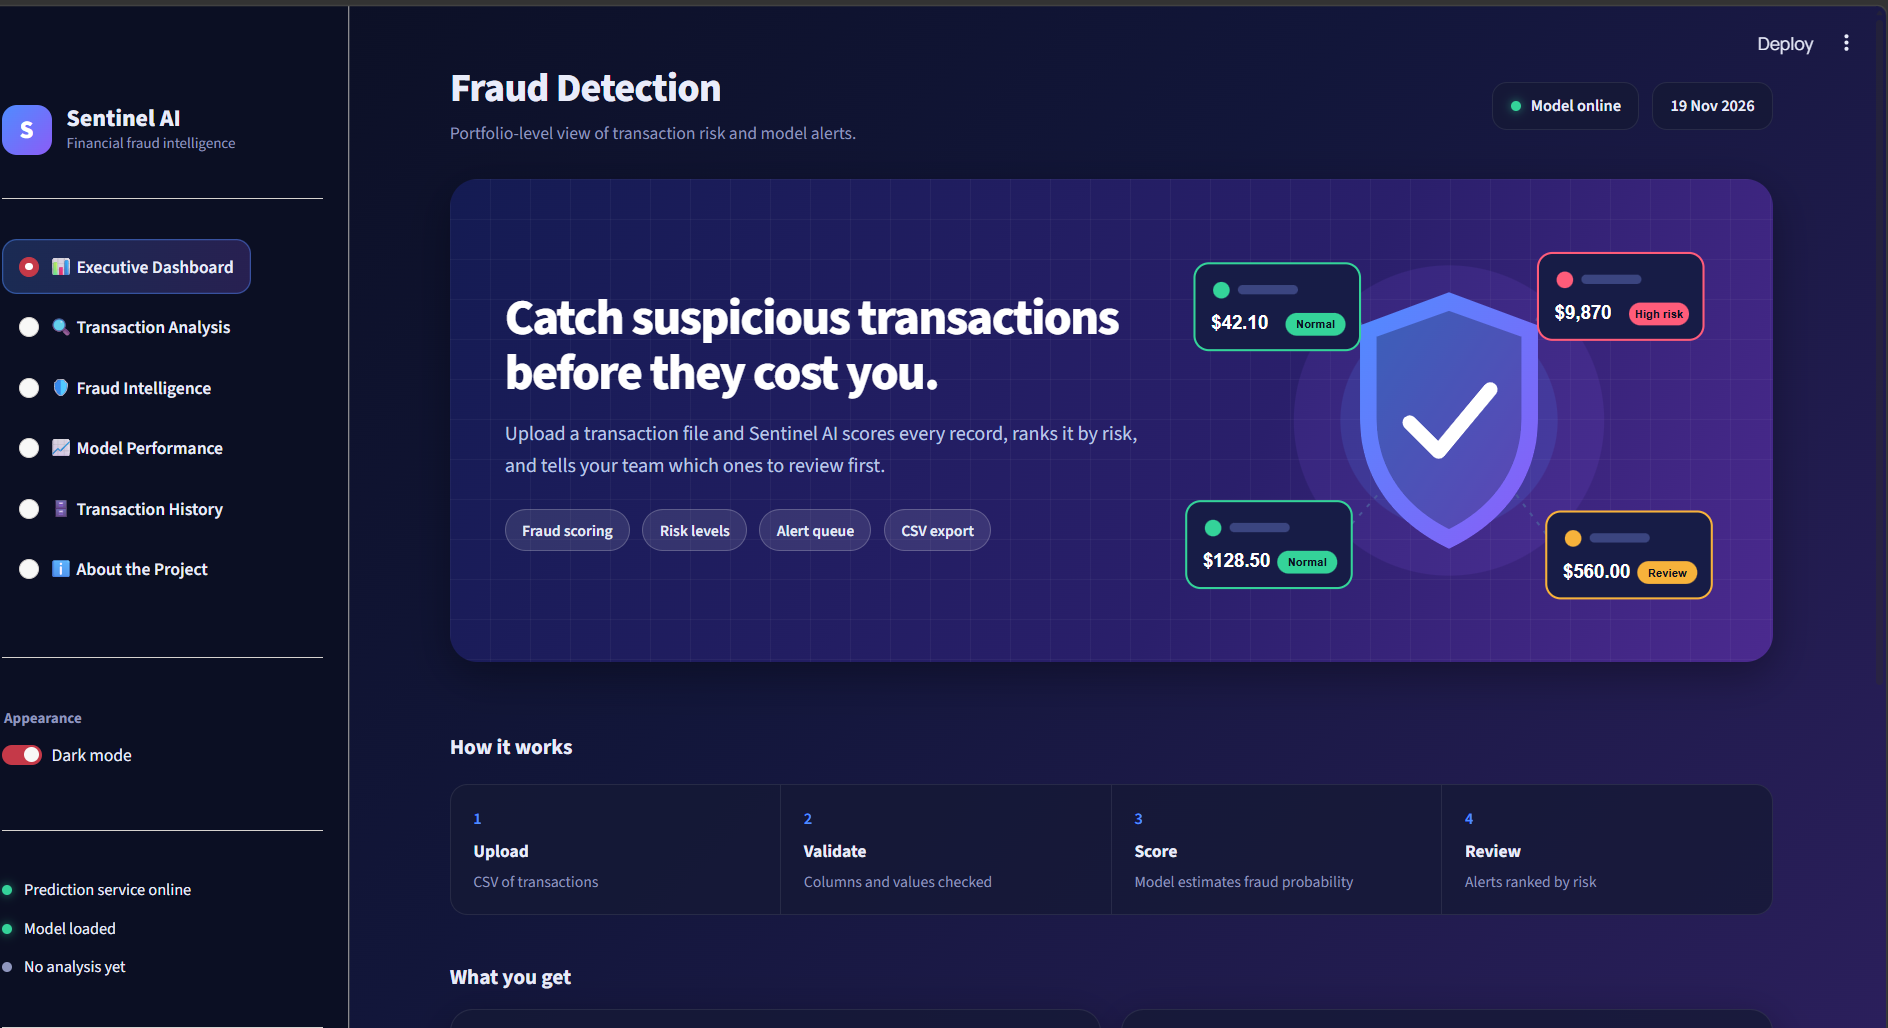 Deploy
S
Sentinel AI
Financial fraud intelligence
Executive Dashboard
Transaction Analysis
Fraud Intelligence
Model Performance
Transaction History
About the Project
Appearance
Dark mode
Prediction service online
Model loaded
No analysis yet
Fraud Detection
Portfolio-level view of transaction risk and model alerts.
Model online
19 Nov 2026
Catch suspicious transactions
before they cost you.
Upload a transaction file and Sentinel AI scores every record, ranks it by risk,
and tells your team which ones to review first.
Fraud scoring
Risk levels
Alert queue
CSV export
$42.10 Normal
$9,870 High risk
$128.50 Normal
$560.00 Review
How it works
1
Upload
CSV of transactions
2
Validate
Columns and values checked
3
Score
Model estimates fraud probability
4
Review
Alerts ranked by risk
What you get